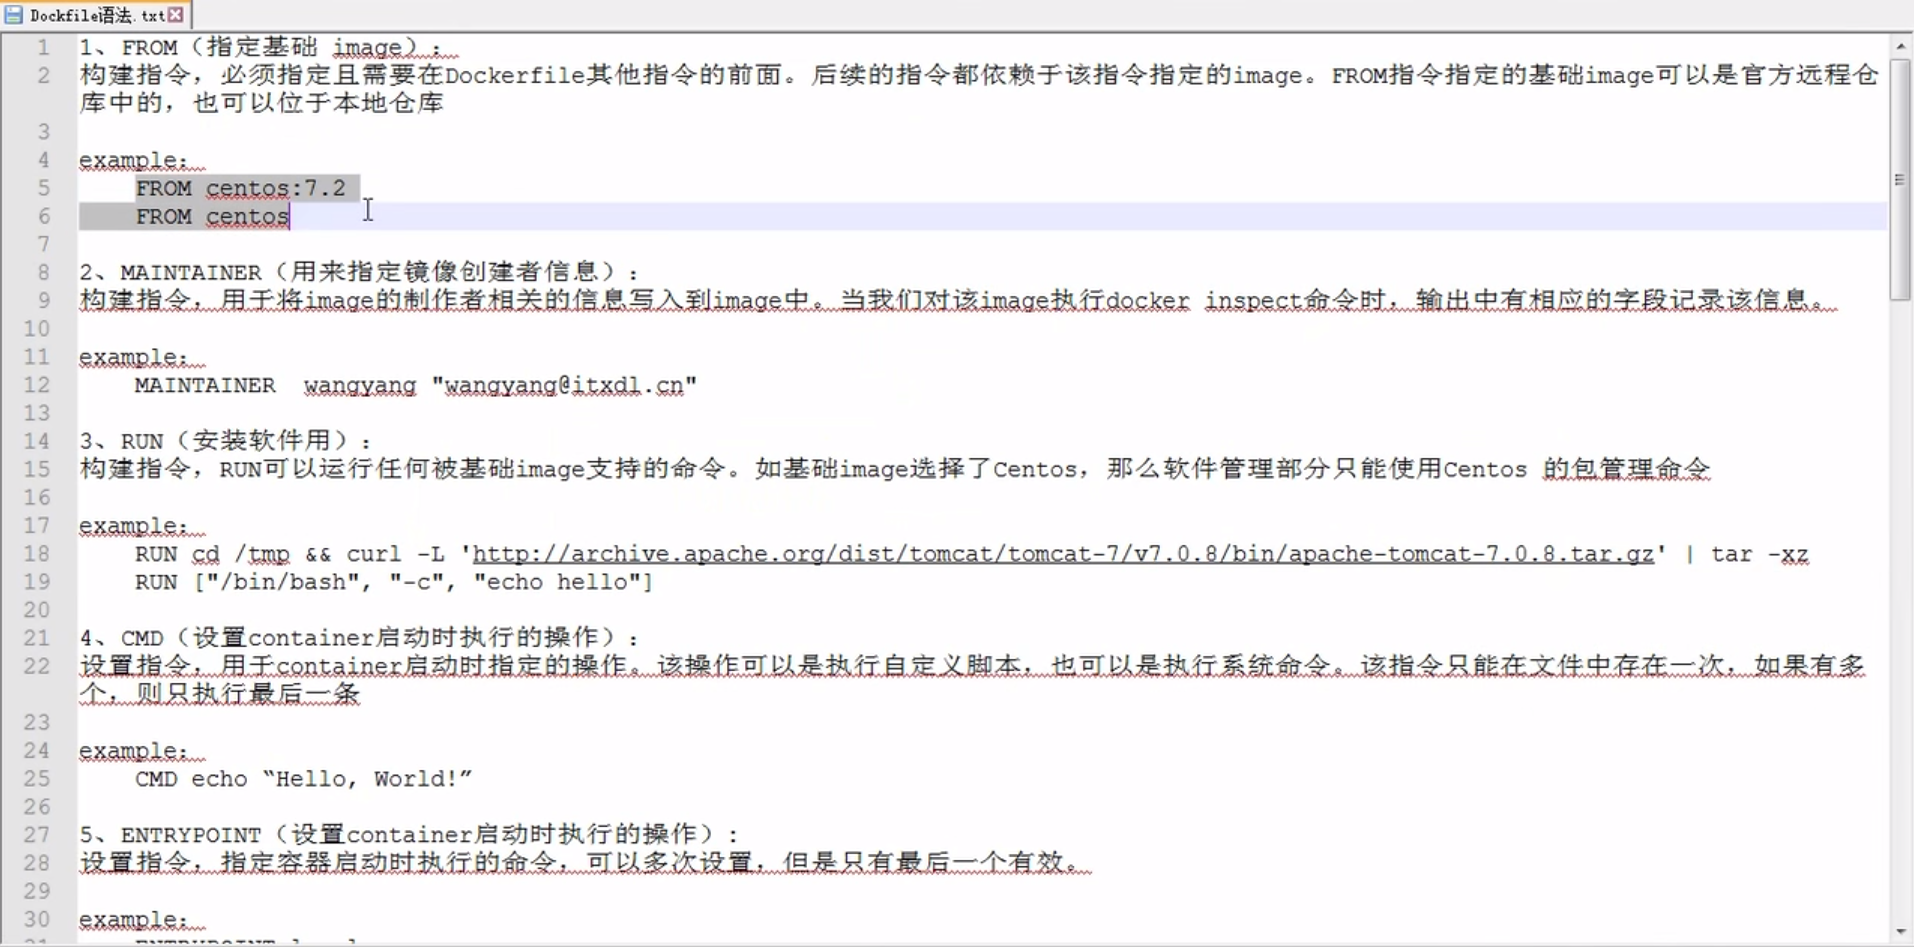 Dockfile语法.txt
1 1、FROM（指定基础 image）：
2 构建指令，必须指定且需要在Dockerfile其他指令的前面。后续的指令都依赖于该指令指定的image。FROM指令指定的基础image可以是官方远程仓
库中的，也可以位于本地仓库
3
4 example：
5 FROM centos:7.2
6 FROM centos
7
8 2、MAINTAINER（用来指定镜像创建者信息）：
9 构建指令，用于将image的制作者相关的信息写入到image中。当我们对该image执行docker inspect命令时，输出中有相应的字段记录该信息。
10
11 example：
12 MAINTAINER  wangyang "wangyang@itxdl.cn"
13
14 3、RUN（安装软件用）：
15 构建指令，RUN可以运行任何被基础image支持的命令。如基础image选择了Centos，那么软件管理部分只能使用Centos 的包管理命令
16
17 example：
18 RUN cd /tmp && curl -L 'http://archive.apache.org/dist/tomcat/tomcat-7/v7.0.8/bin/apache-tomcat-7.0.8.tar.gz' | tar -xz
19 RUN ["/bin/bash", "-c", "echo hello"]
20
21 4、CMD（设置container启动时执行的操作）：
22 设置指令，用于container启动时指定的操作。该操作可以是执行自定义脚本，也可以是执行系统命令。该指令只能在文件中存在一次，如果有多
个，则只执行最后一条
23
24 example：
25 CMD echo “Hello, World!”
26
27 5、ENTRYPOINT（设置container启动时执行的操作）:
28 设置指令，指定容器启动时执行的命令，可以多次设置，但是只有最后一个有效。
29
30 example：